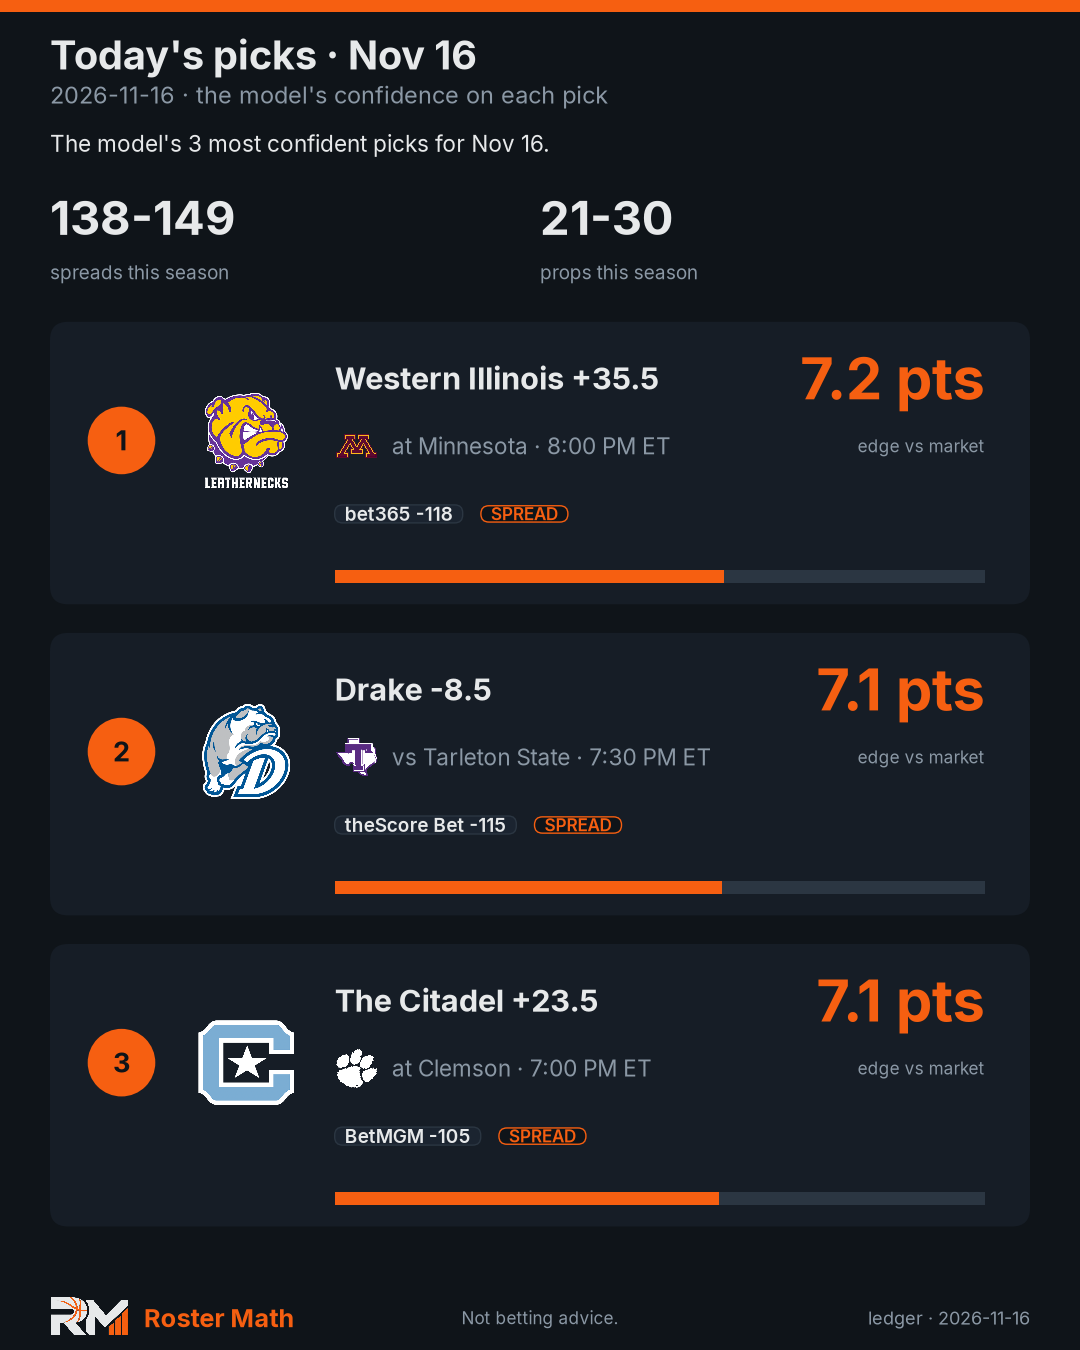 Today's picks · Nov 16
2026-11-16 · the model's confidence on each pick
The model's 3 most confident picks for Nov 16.
138-149
spreads this season
21-30
props this season
1
LEATHERNECKS
Western Illinois +35.5
7.2 pts
M at Minnesota · 8:00 PM ET
edge vs market
bet365 -118
SPREAD
2
D
Drake -8.5
7.1 pts
T vs Tarleton State · 7:30 PM ET
edge vs market
theScore Bet -115
SPREAD
3
C
The Citadel +23.5
7.1 pts
at Clemson · 7:00 PM ET
edge vs market
BetMGM -105
SPREAD
RM Roster Math
Not betting advice.
ledger · 2026-11-16